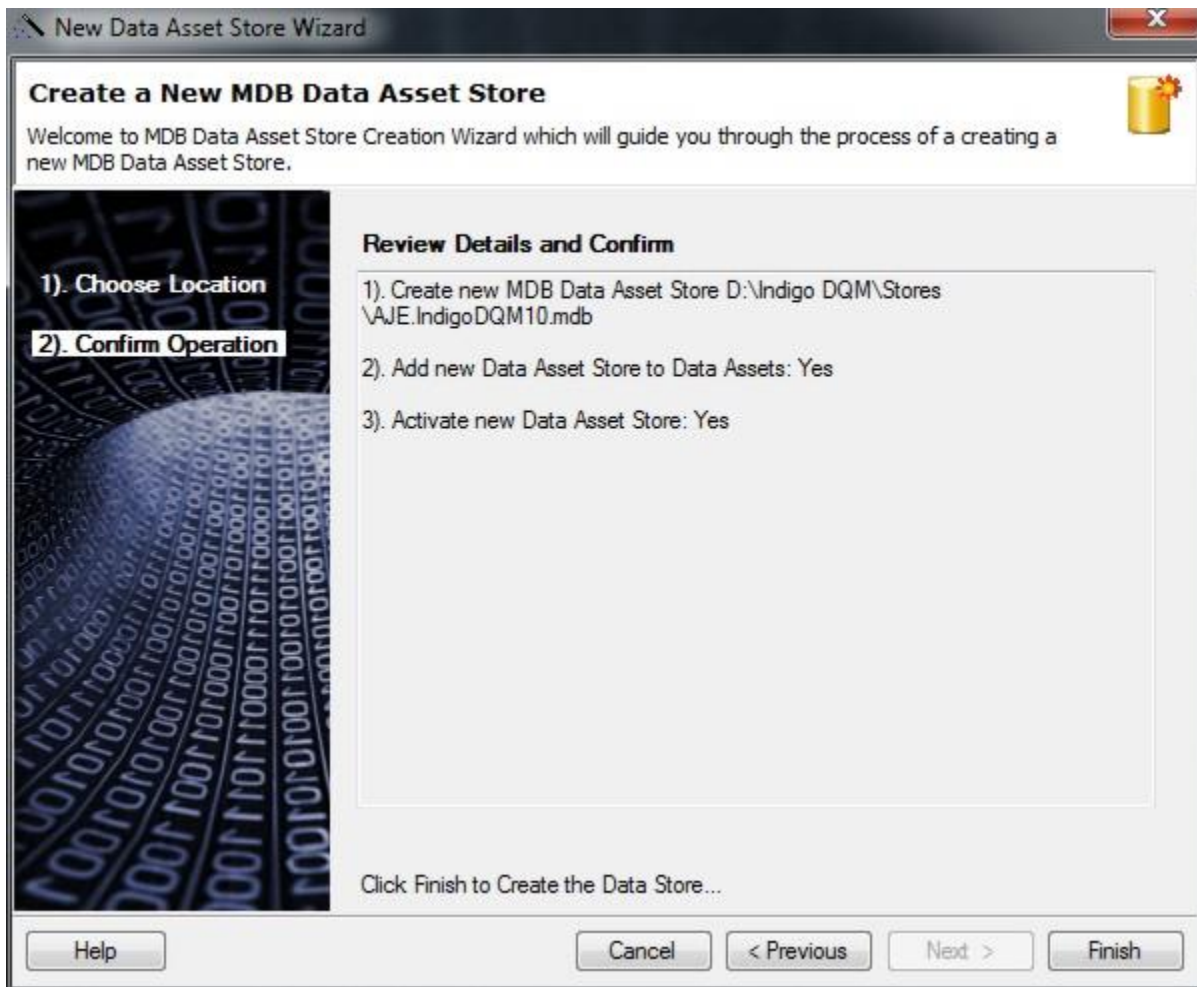 New Data Asset Store Wizard
Create a New MDB Data Asset Store
Welcome to MDB Data Asset Store Creation Wizard which will guide you through the process of a creating a
new MDB Data Asset Store.
1). Choose Location
2). Confirm Operation
Review Details and Confirm
1). Create new MDB Data Asset Store D:\Indigo DQM\Stores
\AJE.IndigoDQM10.mdb
2). Add new Data Asset Store to Data Assets: Yes
3). Activate new Data Asset Store: Yes
Click Finish to Create the Data Store...
Help
Cancel
< Previous
Next >
Finish